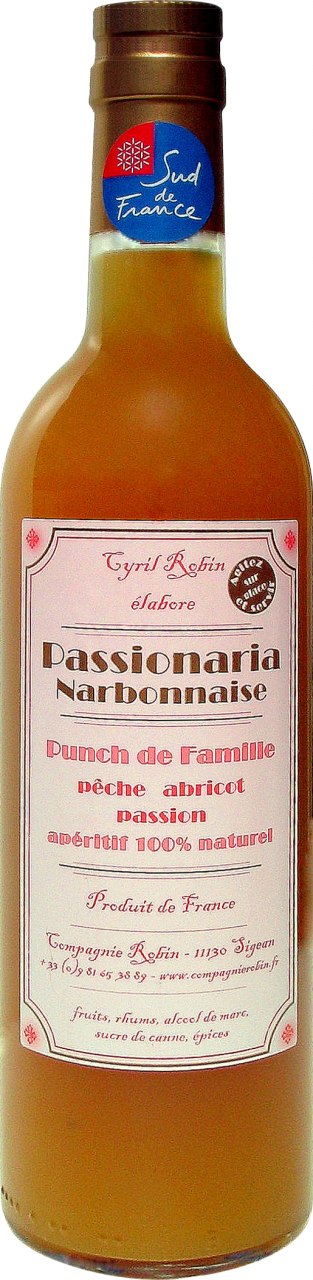 Sud
de
France
Cyril Robin
élabore
Agitez
sur
glace
et servir
Passionaria
Narbonnaise
Punch de Famille
pêche abricot
passion
apéritif 100% naturel
Produit de France
Compagnie Robin - 11130 Sigean
+33 (0)9 81 65 38 89 - www.compagnierobin.fr
fruits, rhums, alcool de marc,
sucre de canne, épices